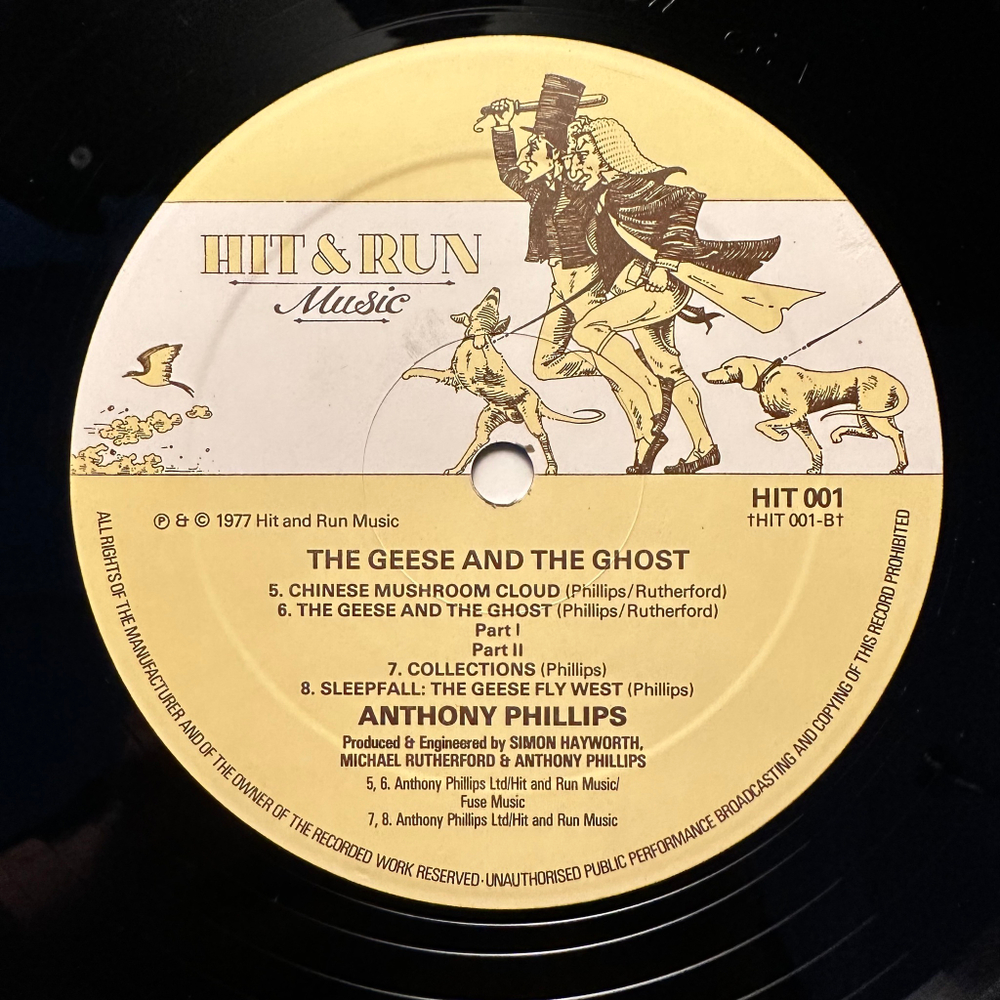 HIT & RUN
Music
HIT 001
†HIT 001-B†
℗ & © 1977 Hit and Run Music
THE GEESE AND THE GHOST
5. CHINESE MUSHROOM CLOUD (Phillips/Rutherford)
6. THE GEESE AND THE GHOST (Phillips/Rutherford)
Part I
Part II
7. COLLECTIONS (Phillips)
8. SLEEPFALL: THE GEESE FLY WEST (Phillips)
ANTHONY PHILLIPS
Produced & Engineered by SIMON HAYWORTH,
MICHAEL RUTHERFORD & ANTHONY PHILLIPS
5, 6. Anthony Phillips Ltd/Hit and Run Music/
Fuse Music
7, 8. Anthony Phillips Ltd/Hit and Run Music
ALL RIGHTS OF THE MANUFACTURER AND OF THE OWNER OF THE RECORDED WORK RESERVED·UNAUTHORISED PUBLIC PERFORMANCE BROADCASTING AND COPYING OF THIS RECORD PROHIBITED